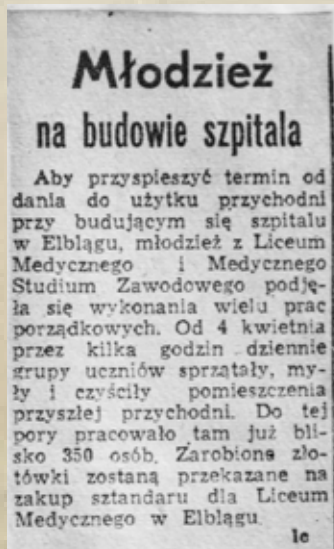 Młodzież
na budowie szpitala
Aby przyspieszyć termin od
dania do użytku przychodni
przy budującym się szpitalu
w Elblągu, młodzież z Liceum
Medycznego i Medycznego
Studium Zawodowego podję-
ła się wykonania wielu prac
porządkowych. Od 4 kwietnia
przez kilka godzin dziennie
grupy uczniów sprzątały, my-
ły i czyściły pomieszczenia
przyszłej przychodni. Do tej
pory pracowało tam już bli-
sko 350 osób. Zarobione zło-
tówki zostaną przekazane na
zakup sztandaru dla Liceum
Medycznego w Elblągu.
lc